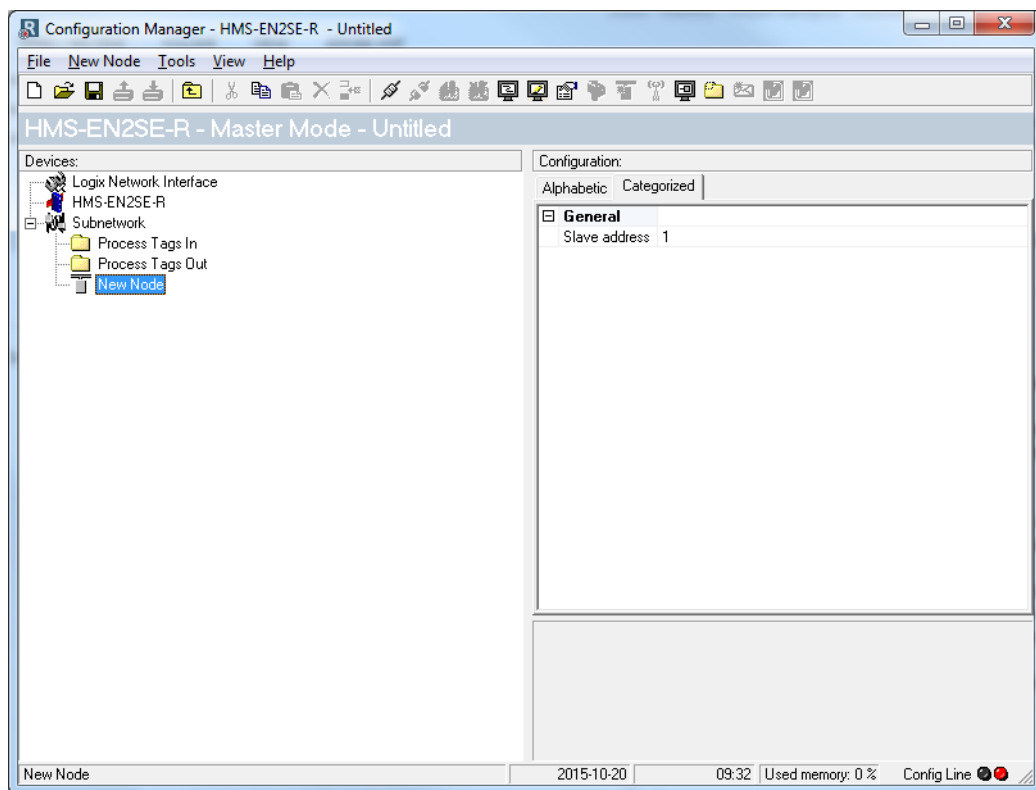 Configuration Manager - HMS-EN2SE-R - Untitled
File New Node Tools View Help
HMS-EN2SE-R - Master Mode - Untitled
Devices:
Logix Network Interface
HMS-EN2SE-R
Subnetwork
Process Tags In
Process Tags Out
New Node
Configuration:
Alphabetic Categorized
General
Slave address 1
New Node 2015-10-20 09:32 Used memory: 0 % Config Line